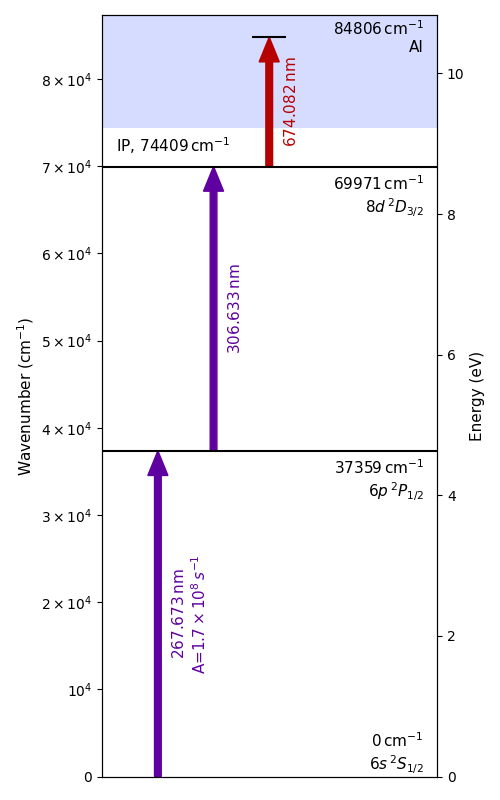 84806 cm⁻¹
AI
674.082 nm
IP, 74409 cm⁻¹
69971 cm⁻¹
8d ²D₃/₂
306.633 nm
37359 cm⁻¹
6p ²P₁/₂
267.673 nm
A=1.7 × 10⁸ s⁻¹
0 cm⁻¹
6s ²S₁/₂
Wavenumber (cm⁻¹)
8 × 10⁴
7 × 10⁴
6 × 10⁴
5 × 10⁴
4 × 10⁴
3 × 10⁴
2 × 10⁴
10⁴
0
Energy (eV)
10
8
6
4
2
0